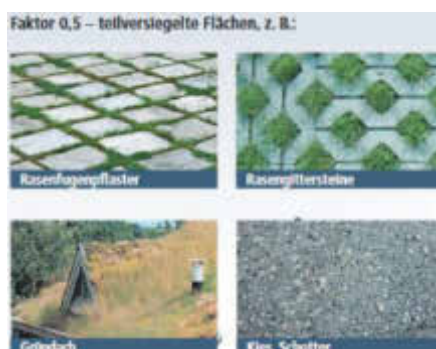 Faktor 0,5 – teilversiegelte Flächen, z. B.:
Rasenfugenpflaster
Rasengittersteine
Gründach
Kies, Schotter